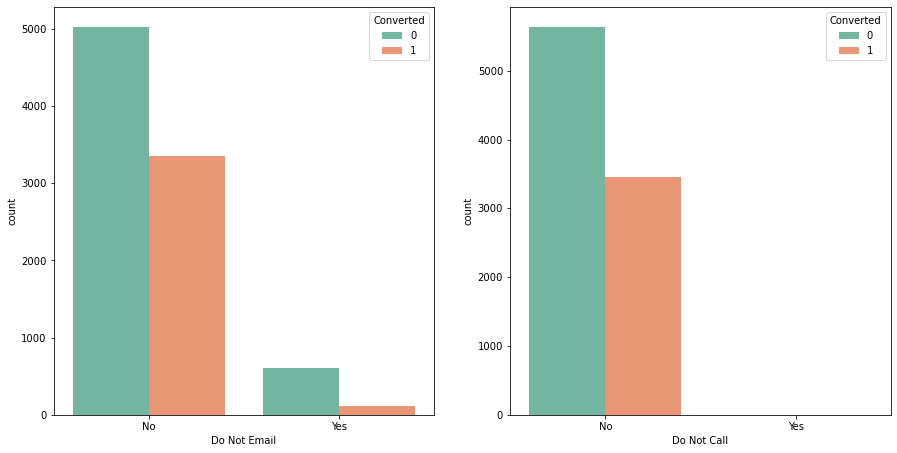 5000
4000
3000
2000
1000
0
count
No
Yes
Do Not Email
Converted
0
1
5000
4000
3000
2000
1000
0
count
No
Yes
Do Not Call
Converted
0
1